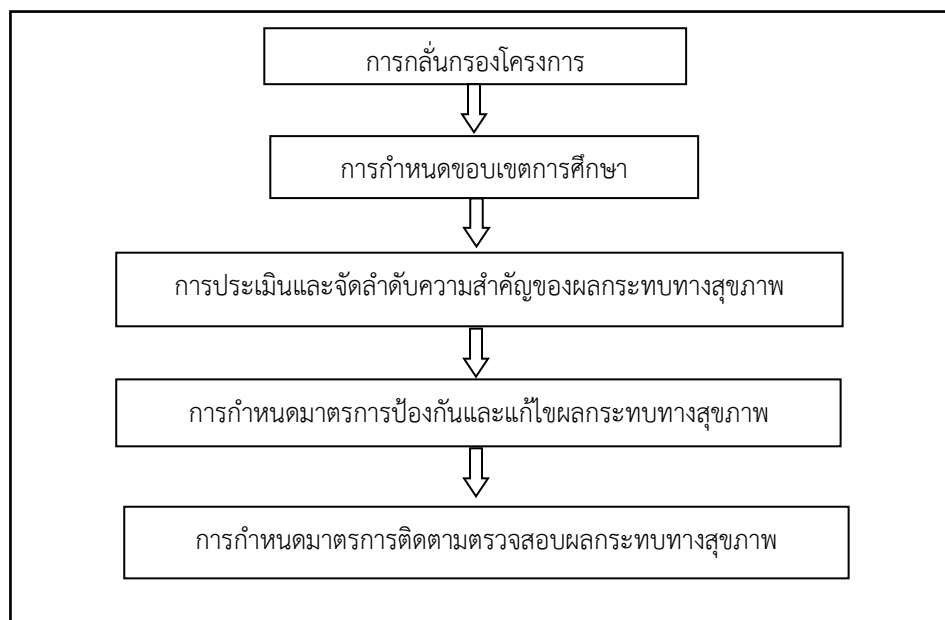 การกลั่นกรองโครงการ
การกำหนดขอบเขตการศึกษา
การประเมินและจัดลำดับความสำคัญของผลกระทบทางสุขภาพ
การกำหนดมาตรการป้องกันและแก้ไขผลกระทบทางสุขภาพ
การกำหนดมาตรการติดตามตรวจสอบผลกระทบทางสุขภาพ